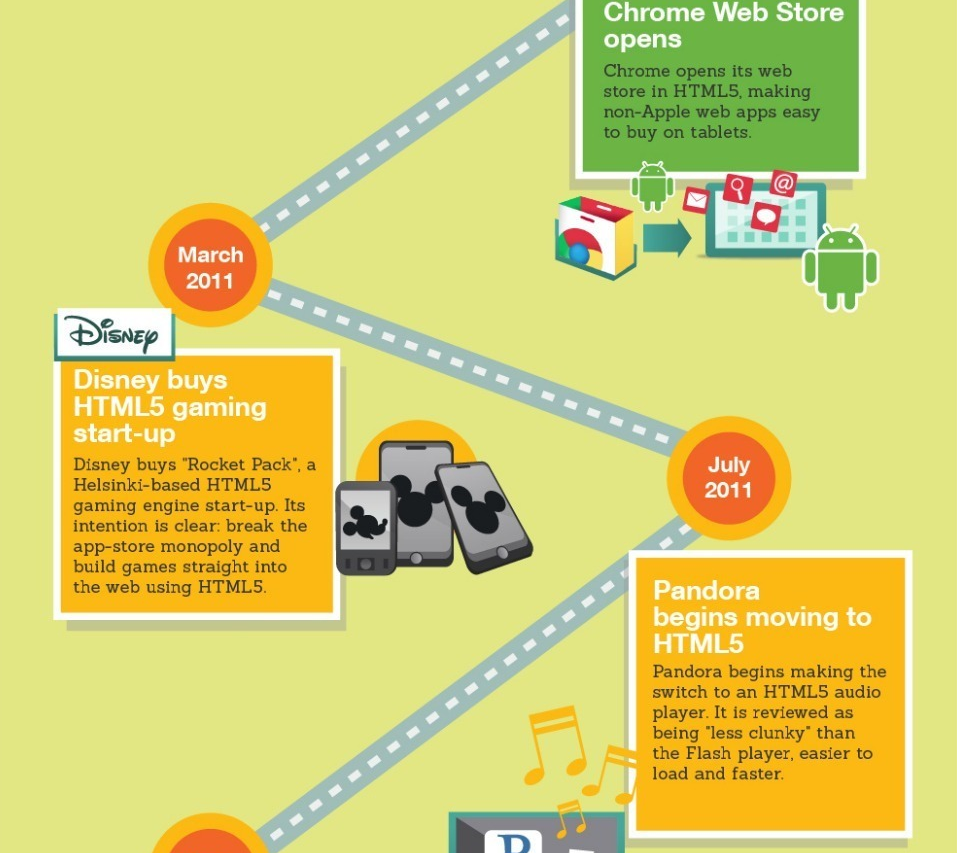 Chrome Web Store
opens
Chrome opens its web
store in HTML5, making
non-Apple web apps easy
to buy on tablets.
@
March
2011
Disney
Disney buys
HTML5 gaming
start-up
Disney buys "Rocket Pack", a
Helsinki-based HTML5
gaming engine start-up. Its
intention is clear: break the
app-store monopoly and
build games straight into
the web using HTML5.
July
2011
Pandora
begins moving to
HTML5
Pandora begins making the
switch to an HTML5 audio
player. It is reviewed as
being "less clunky" than
the Flash player, easier to
load and faster.
P